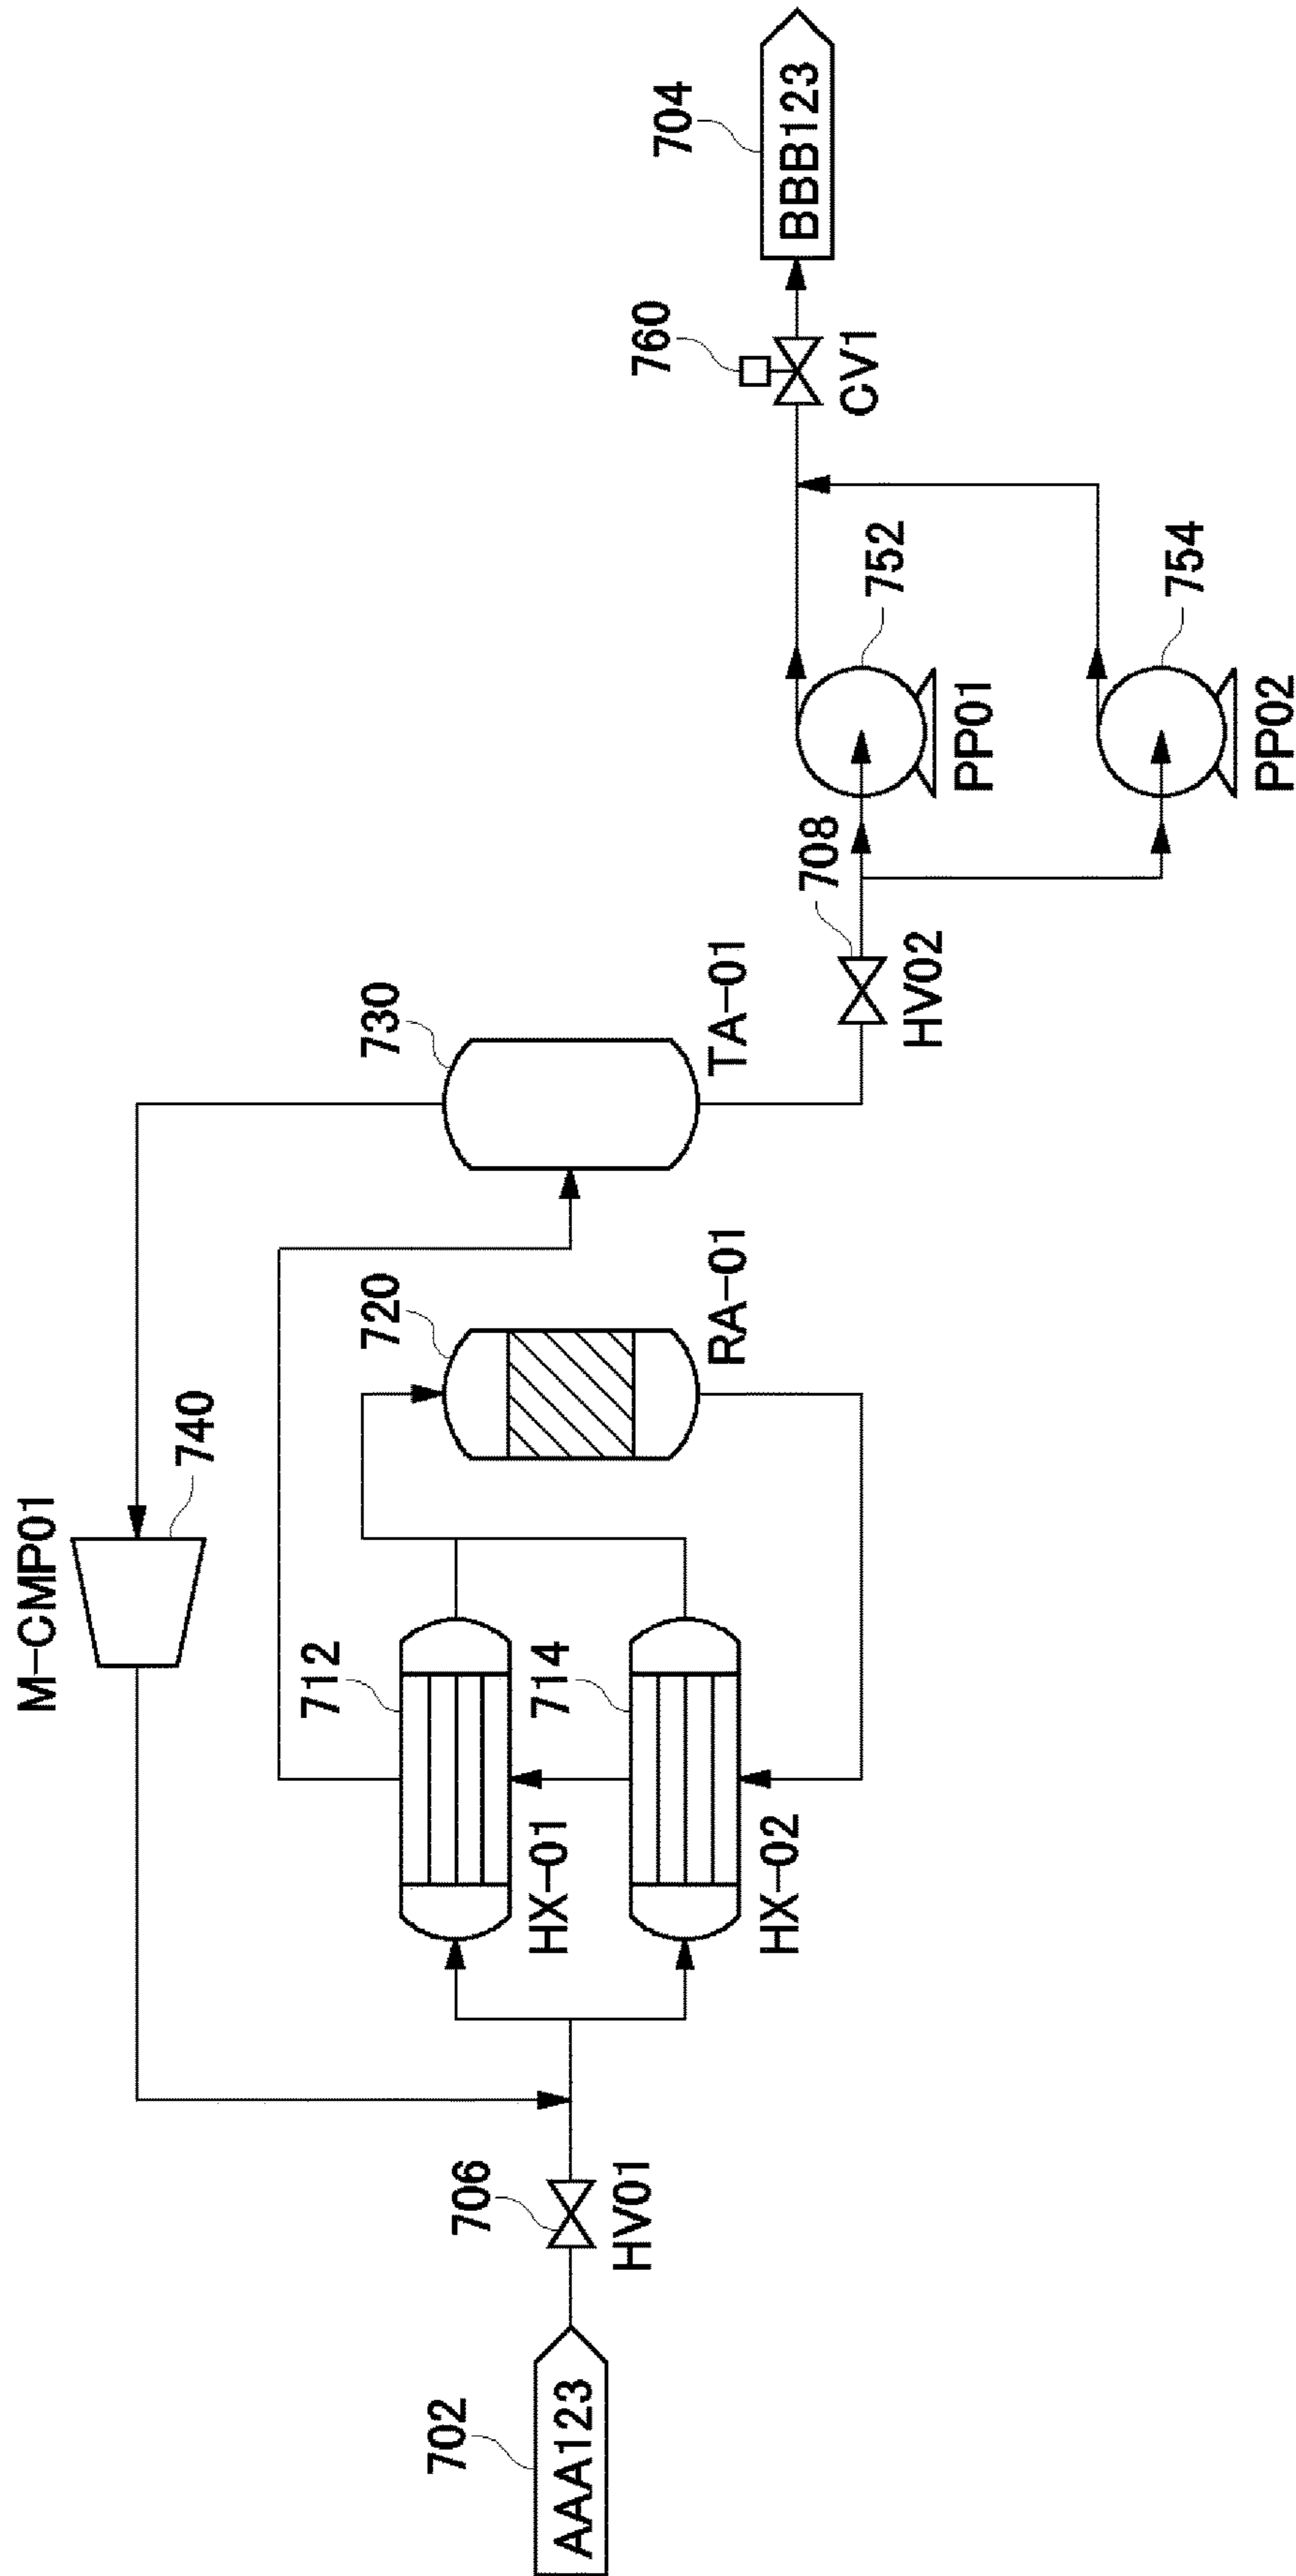 M-CMP01
740
704
BBB123
760
CV1
730
TA-01
720
RA-01
712
HX-01
714
HX-02
708
HV02
752
PP01
754
PP02
706
HV01
702
AAA123